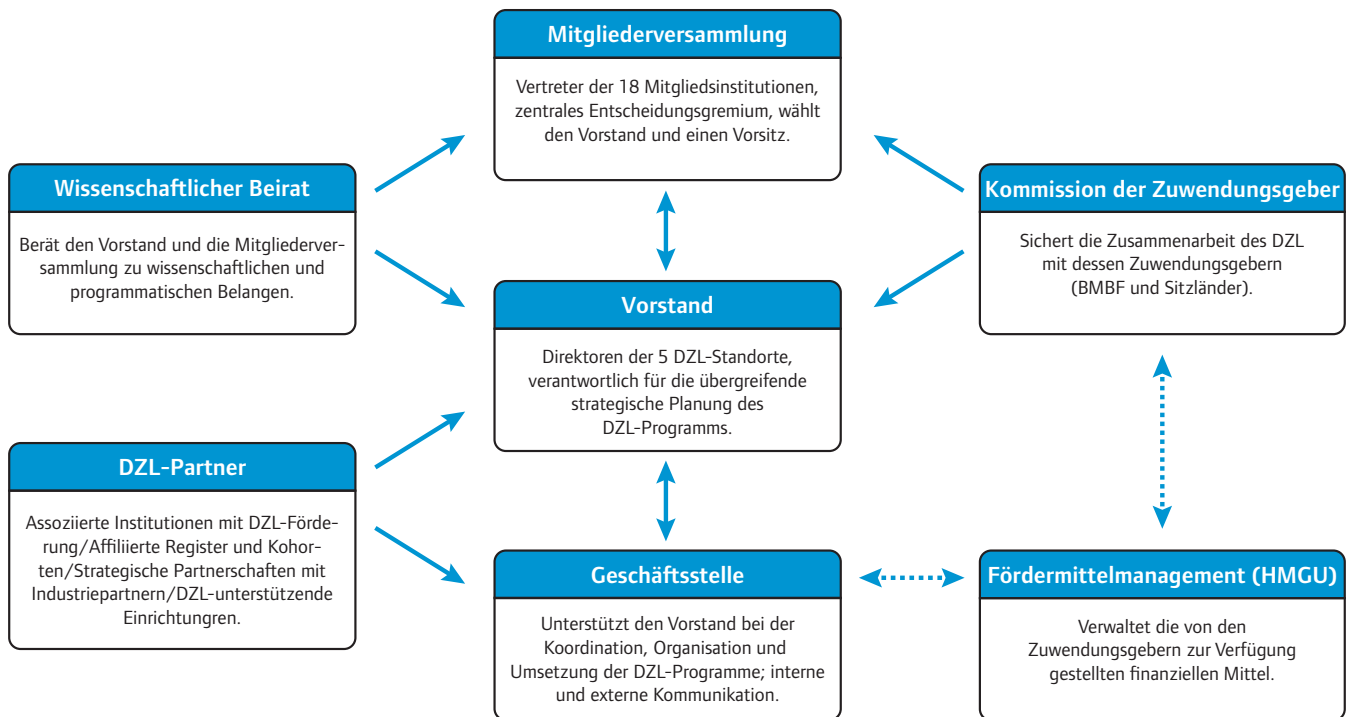 Mitgliederversammlung
Vertreter der 18 Mitgliedsinstitutionen,
zentrales Entscheidungsgremium, wählt
den Vorstand und einen Vorsitz.
Wissenschaftlicher Beirat
Berät den Vorstand und die Mitgliederver-
sammlung zu wissenschaftlichen und
programmatischen Belangen.
Kommission der Zuwendungsgeber
Sichert die Zusammenarbeit des DZL
mit dessen Zuwendungsgebern
(BMBF und Sitzländer).
Vorstand
Direktoren der 5 DZL-Standorte,
verantwortlich für die übergreifende
strategische Planung des
DZL-Programms.
DZL-Partner
Assoziierte Institutionen mit DZL-Förde-
rung/Affiliierte Register und Kohor-
ten/Strategische Partnerschaften mit
Industriepartnern/DZL-unterstützende
Einrichtungren.
Geschäftsstelle
Unterstützt den Vorstand bei der
Koordination, Organisation und
Umsetzung der DZL-Programme; interne
und externe Kommunikation.
Fördermittelmanagement (HMGU)
Verwaltet die von den
Zuwendungsgebern zur Verfügung
gestellten finanziellen Mittel.